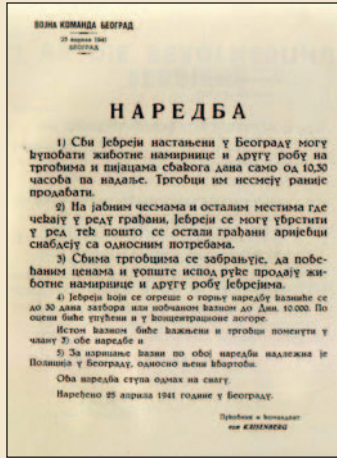 ВОЈНА КОМАНДА БЕОГРАД
25 априла 1941
БЕОГРАД
НАРЕДБА
1) Сви Јевреји настањени у Београду могу
куповати животне намирнице и другу робу на
трговима и пијацама свакога дана само од 10,30
часова па надаље. Трговци им несмеју раније
продавати.
2) На јавним чесмама и осталим местима где
чекају у реду грађани, Јевреји се могу уврстити
у ред тек пошто се остали грађани аријевци
снабдеју са односним потребама.
3) Свима трговцима се забрањује, да пове-
ћаним ценама и уопште испод руке продају жи-
вотне намирнице и другу робу Јеврејима.
4) Јевреји који се огреше о горњу наредбу казниће се
до 30 дана затвора или новчаном казном до Дин. 10.000. По
оцени биће упућени и у концентрационе логоре.
Истом казном биће кажњени и трговци поменути у
члану 3) ове наредбе и
5) За изрицање казни по овој наредби надлежна је
Полиција у Београду, односно њени квартови.
Ова наредба ступа одмах на снагу.
Наређено 25 априла 1941 године у Београду.
Пуковник и командант
фон KAISENBERG